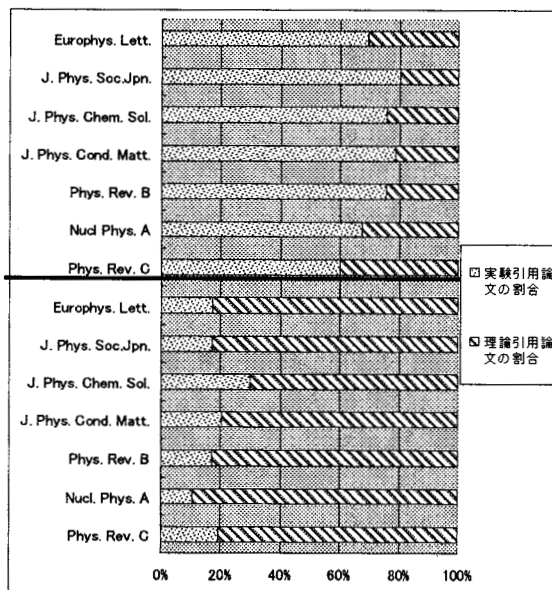 Europhys. Lett.
J. Phys. Soc.Jpn.
J. Phys. Chem. Sol.
J. Phys. Cond. Matt.
Phys. Rev. B
Nucl Phys. A
Phys. Rev. C
Europhys. Lett.
J. Phys. Soc.Jpn.
J. Phys. Chem. Sol.
J. Phys. Cond. Matt.
Phys. Rev. B
Nucl. Phys. A
Phys. Rev. C
0% 20% 40% 60% 80% 100%
実験引用論
文の割合
理論引用論
文の割合